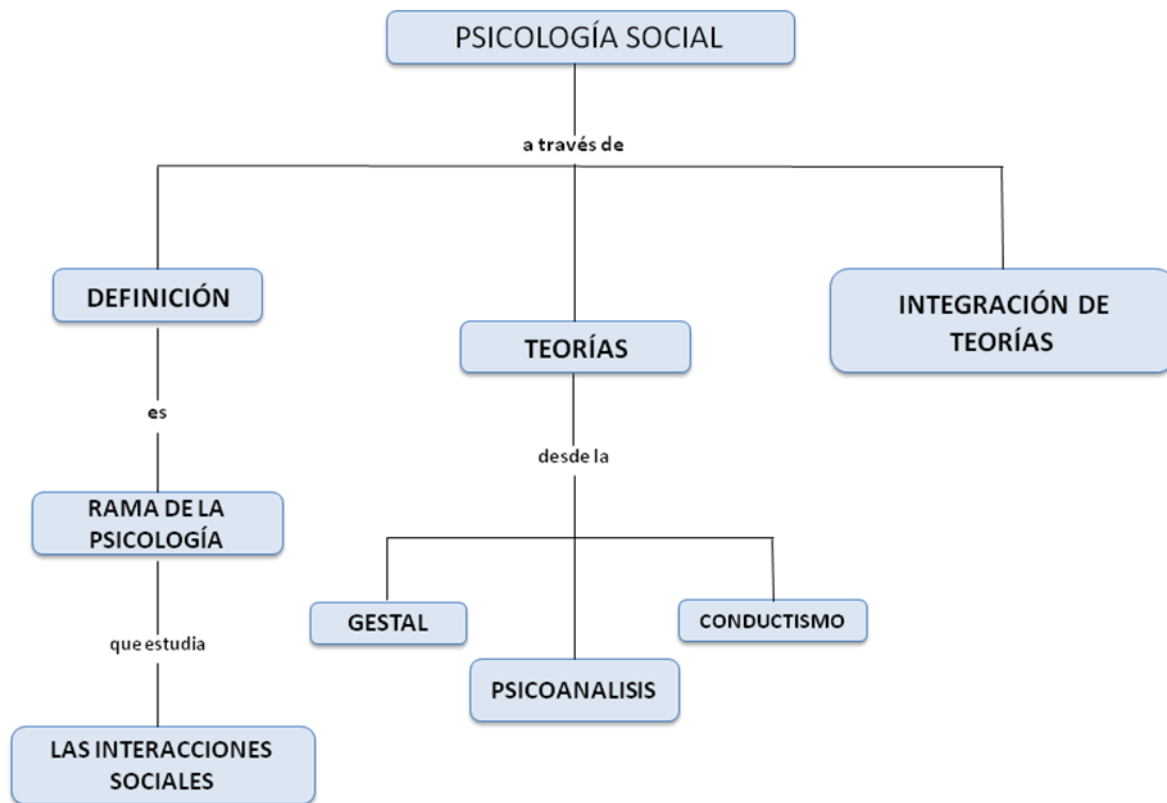 PSICOLOGÍA SOCIAL
a través de
DEFINICIÓN
TEORÍAS
INTEGRACIÓN DE
TEORÍAS
es
desde la
RAMA DE LA
PSICOLOGÍA
GESTAL
CONDUCTISMO
que estudia
PSICOANALISIS
LAS INTERACCIONES
SOCIALES